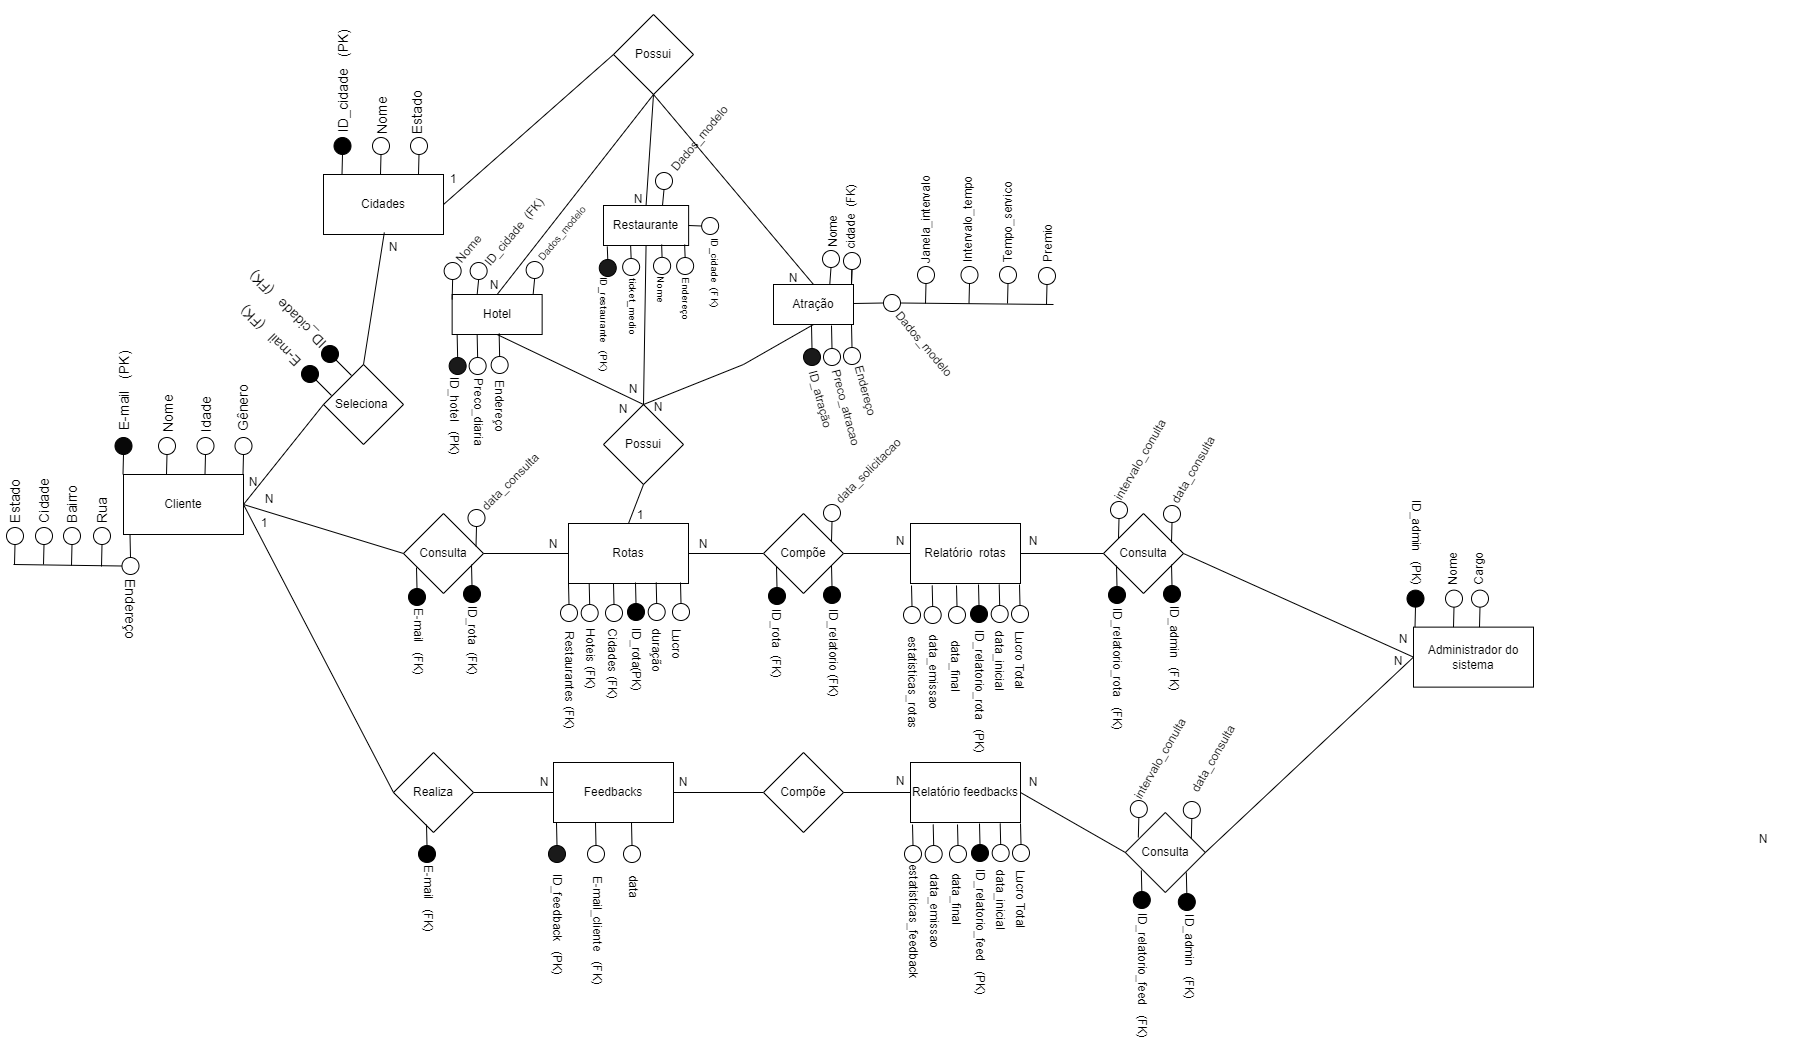 Possui
ID_cidade (PK)
Nome
Estado
Cidades
1
N
Dados_modelo
N
Restaurante
ID_cidade (FK)
ID_restaurante (PK)
ticket_medio
Nome
Endereço
Nome
ID_cidade (FK)
Dados_modelo
N
Hotel
ID_hotel (PK)
Preco_diaria
Endereço
Nome
cidade (FK)
N
Atração
Dados_modelo
Janela_intervalo
Intervalo_tempo
Tempo_servico
Premio
ID_atração
Preco_atracao
Endereço
ID_cidade (FK)
E-mail (FK)
Seleciona
N
N
N
Possui
1
E-mail (PK)
Nome
Idade
Gênero
Cliente
N
N
1
Estado
Cidade
Bairro
Rua
Endereço
data_consulta
Consulta
E-mail (FK)
ID_rota (FK)
N
Rotas
N
Restaurantes (FK)
Hoteis (FK)
Cidades (FK)
ID_rota(PK)
duração
Lucro
data_solicitacao
Compõe
ID_rota (FK)
ID_relatorio (FK)
N
Relatório rotas
N
estatisticas_rotas
data_emissao
data_final
ID_relatorio_rota (PK)
data_inicial
Lucro Total
intervalo_conulta
data_consulta
Consulta
ID_relatorio_rota (FK)
ID_admin (FK)
ID_admin (PK)
Nome
Cargo
N
N
Administrador do
sistema
Realiza
E-mail (FK)
N
Feedbacks
N
ID_feedback (PK)
E-mail_cliente (FK)
data
Compõe
N
Relatório feedbacks
N
estatisticas_feedback
data_emissao
data_final
ID_relatorio_feed (PK)
data_inicial
Lucro Total
intervalo_conulta
data_consulta
Consulta
ID_relatorio_feed (FK)
ID_admin (FK)
N